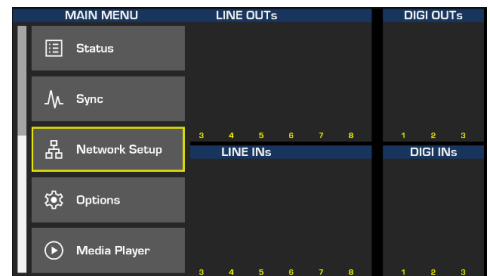 MAIN MENU
LINE OUTs
DIGI OUTs
Status
Sync
3 4 5 6 7 8
1 2 3
Network Setup
LINE INs
DIGI INs
Options
Media Player
3 4 5 6 7 8
1 2 3